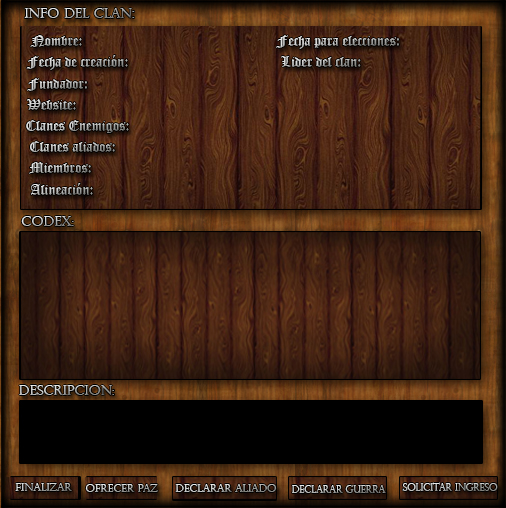 INFO DEL CLAN:
Nombre: Fecha para elecciones:
Fecha de creación: Lider del clan:
Fundador:
Website:
Clanes Enemigos:
Clanes aliados:
Miembros:
Alineación:
CODEX:
DESCRIPCION:
FINALIZAR OFRECER PAZ DECLARAR ALIADO DECLARAR GUERRA SOLICITAR INGRESO